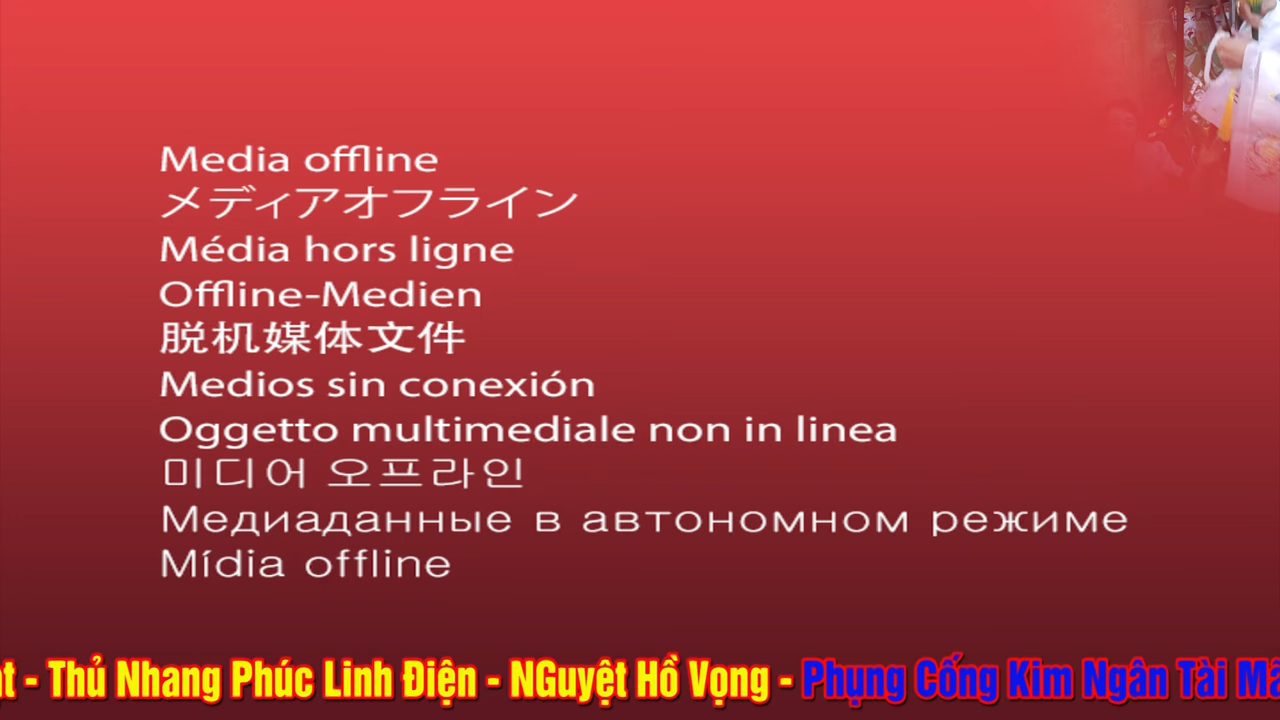 Media offline
メディアオフライン
Média hors ligne
Offline-Medien
脱机媒体文件
Medios sin conexión
Oggetto multimediale non in linea
미디어 오프라인
Медиаданные в автономном режиме
Mídia offline
- Thủ Nhang Phúc Linh Điện - NGuyệt Hồ Vọng - Phụng Cống Kim Ngân Tài